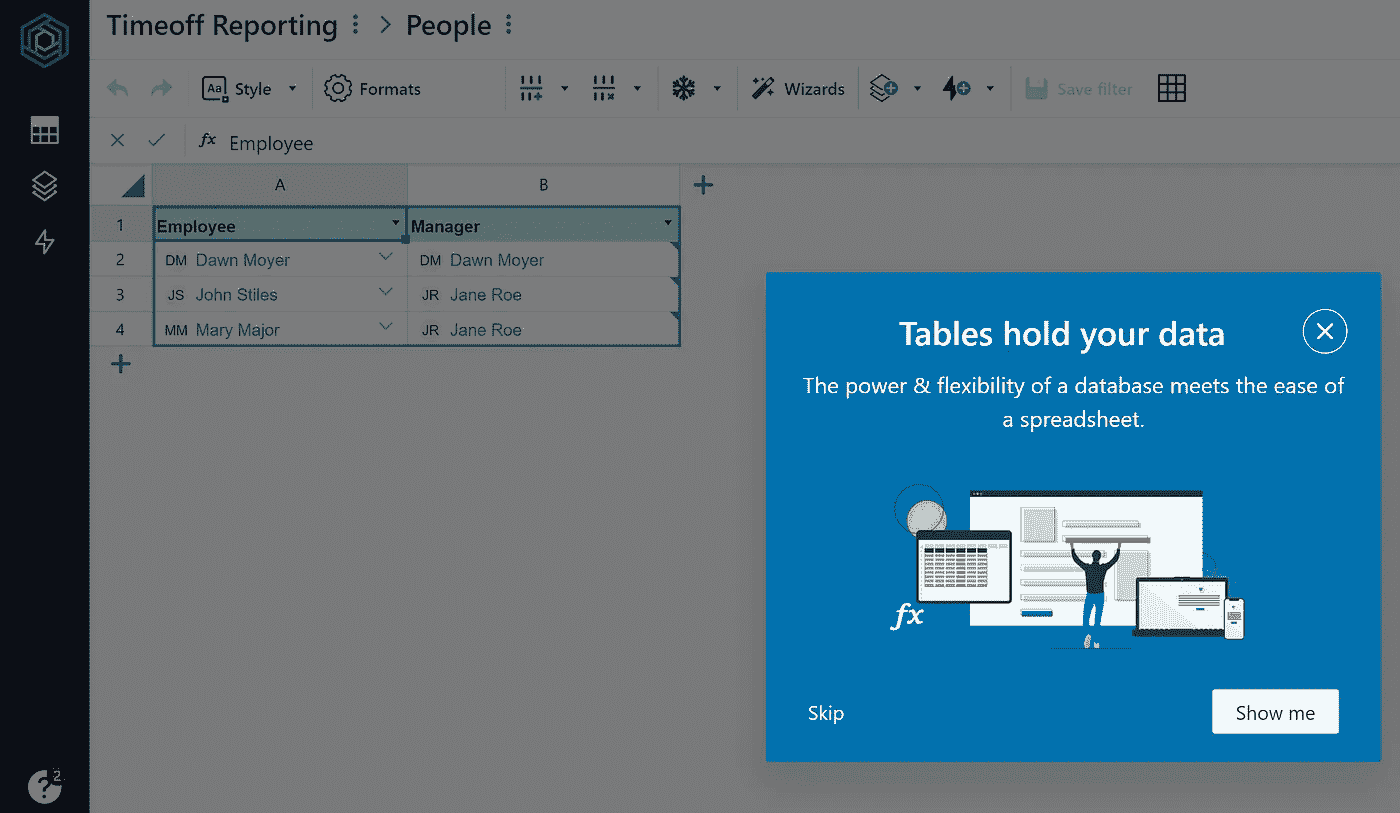 Timeoff Reporting > People
Aa Style Formats Wizards Save filter
fx Employee
A B
1 Employee Manager
2 DM Dawn Moyer DM Dawn Moyer
3 JS John Stiles JR Jane Roe
4 MM Mary Major JR Jane Roe
Tables hold your data
The power & flexibility of a database meets the ease of
a spreadsheet.
fx
Skip Show me
? 2